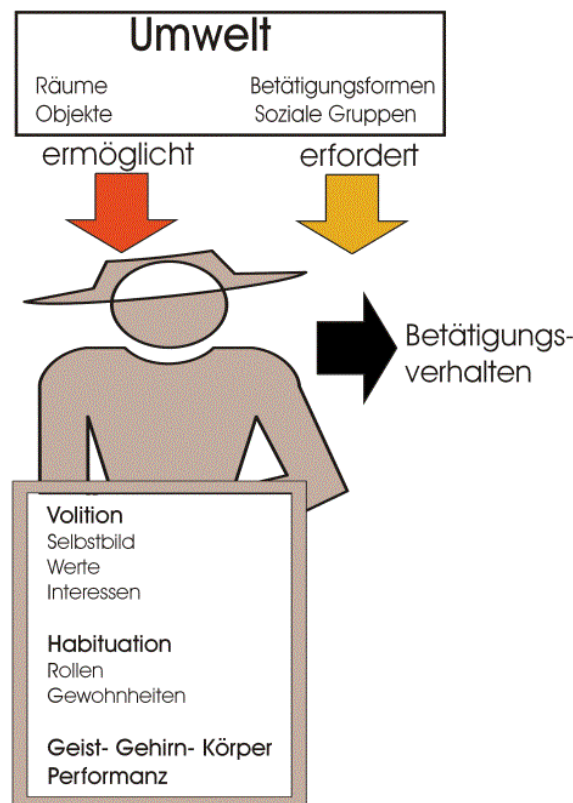 Umwelt
Räume
Objekte
Betätigungsformen
Soziale Gruppen
ermöglicht
erfordert
Betätigungs-
verhalten
Volition
Selbstbild
Werte
Interessen
Habituation
Rollen
Gewohnheiten
Geist- Gehirn- Körper
Performanz